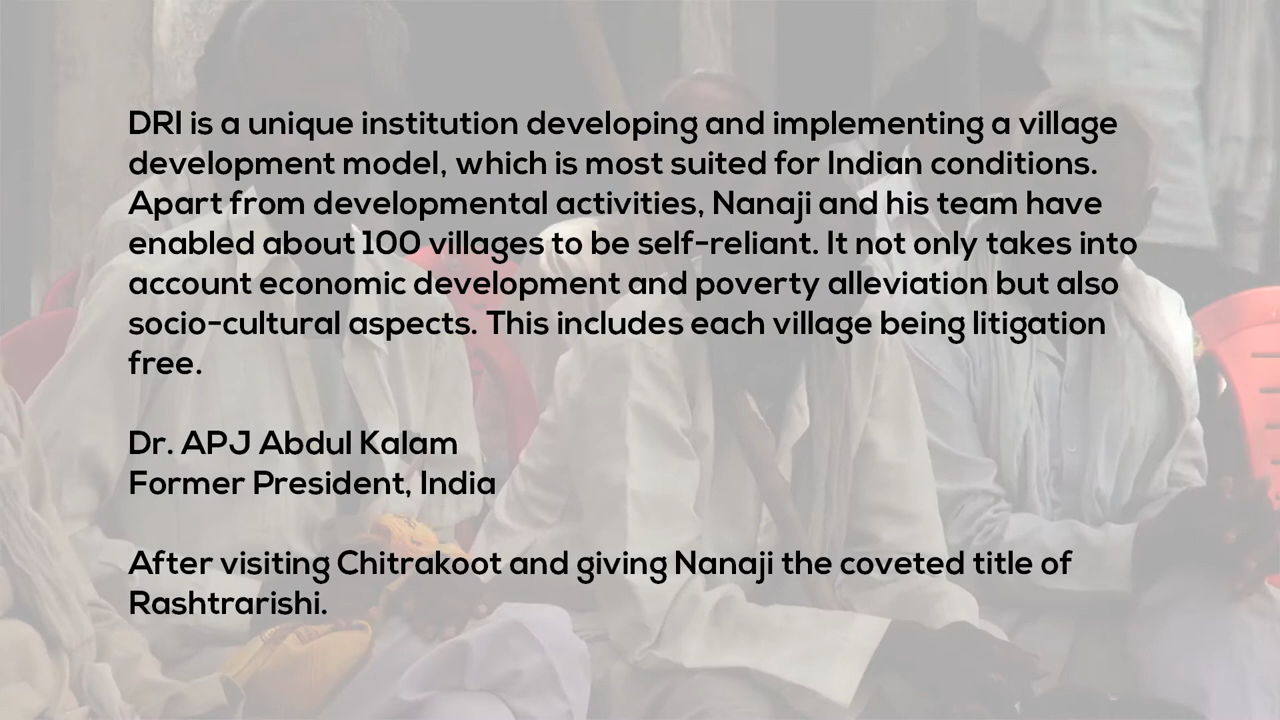 DRI is a unique institution developing and implementing a village
development model, which is most suited for Indian conditions.
Apart from developmental activities, Nanaji and his team have
enabled about 100 villages to be self-reliant. It not only takes into
account economic development and poverty alleviation but also
socio-cultural aspects. This includes each village being litigation
free.
Dr. APJ Abdul Kalam
Former President, India
After visiting Chitrakoot and giving Nanaji the coveted title of
Rashtrarishi.